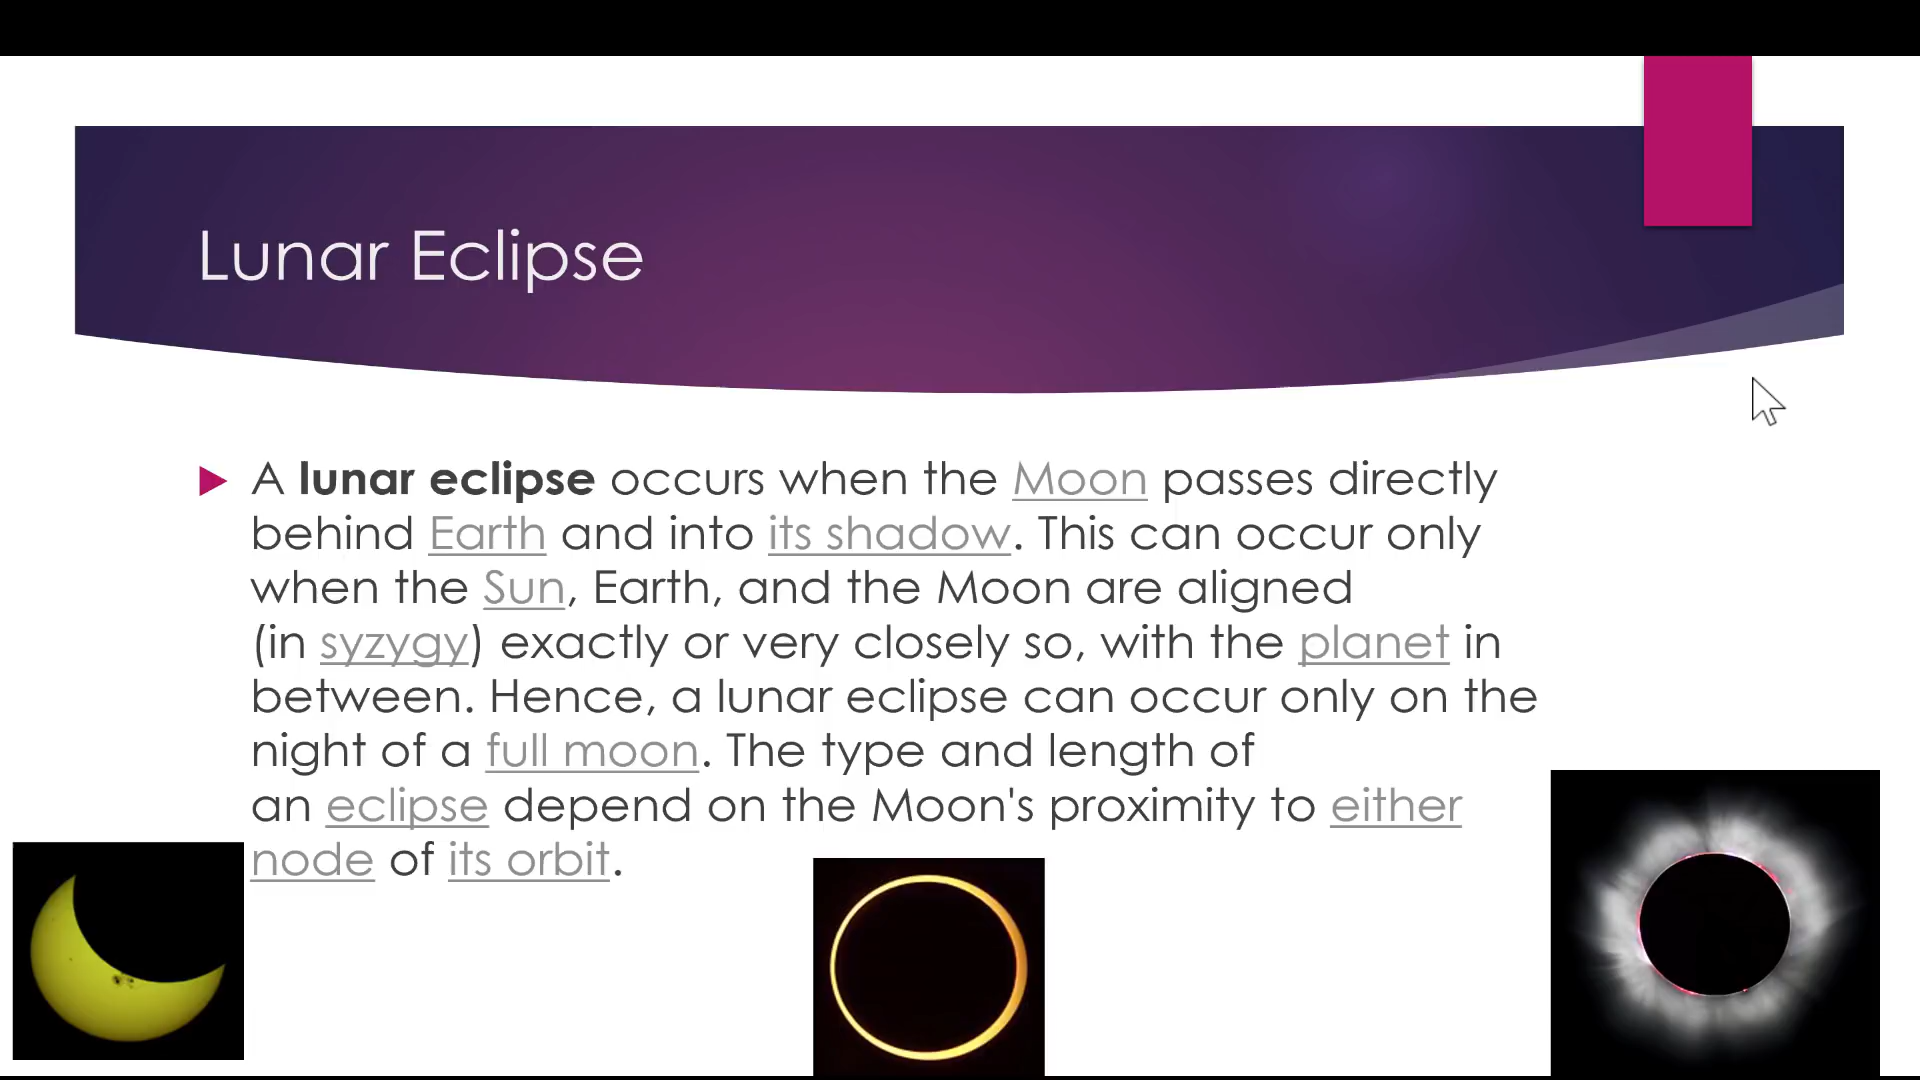 Lunar Eclipse
A lunar eclipse occurs when the Moon passes directly
behind Earth and into its shadow. This can occur only
when the Sun, Earth, and the Moon are aligned
(in syzygy) exactly or very closely so, with the planet in
between. Hence, a lunar eclipse can occur only on the
night of a full moon. The type and length of
an eclipse depend on the Moon's proximity to either
node of its orbit.